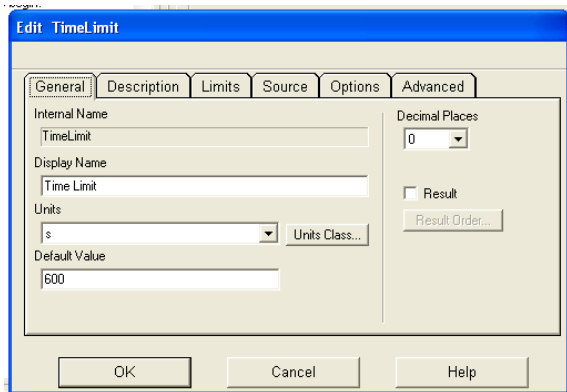 Edit TimeLimit
General Description Limits Source Options Advanced
Internal Name
TimeLimit
Display Name
Time Limit
Units
s
Units Class...
Default Value
600
Decimal Places
0
Result
Result Order...
OK Cancel Help